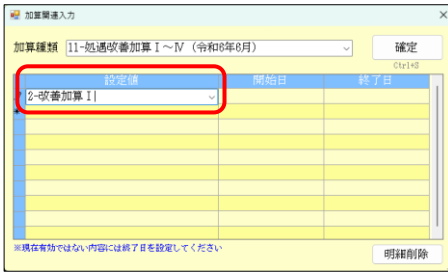 加算関連入力
加算種類 11-処遇改善加算Ⅰ～Ⅳ (令和6年6月)
確定
Ctrl+S
設定値 開始日 終了日
2-改善加算Ⅰ
※現在有効ではない内容には終了日を設定してください
明細削除